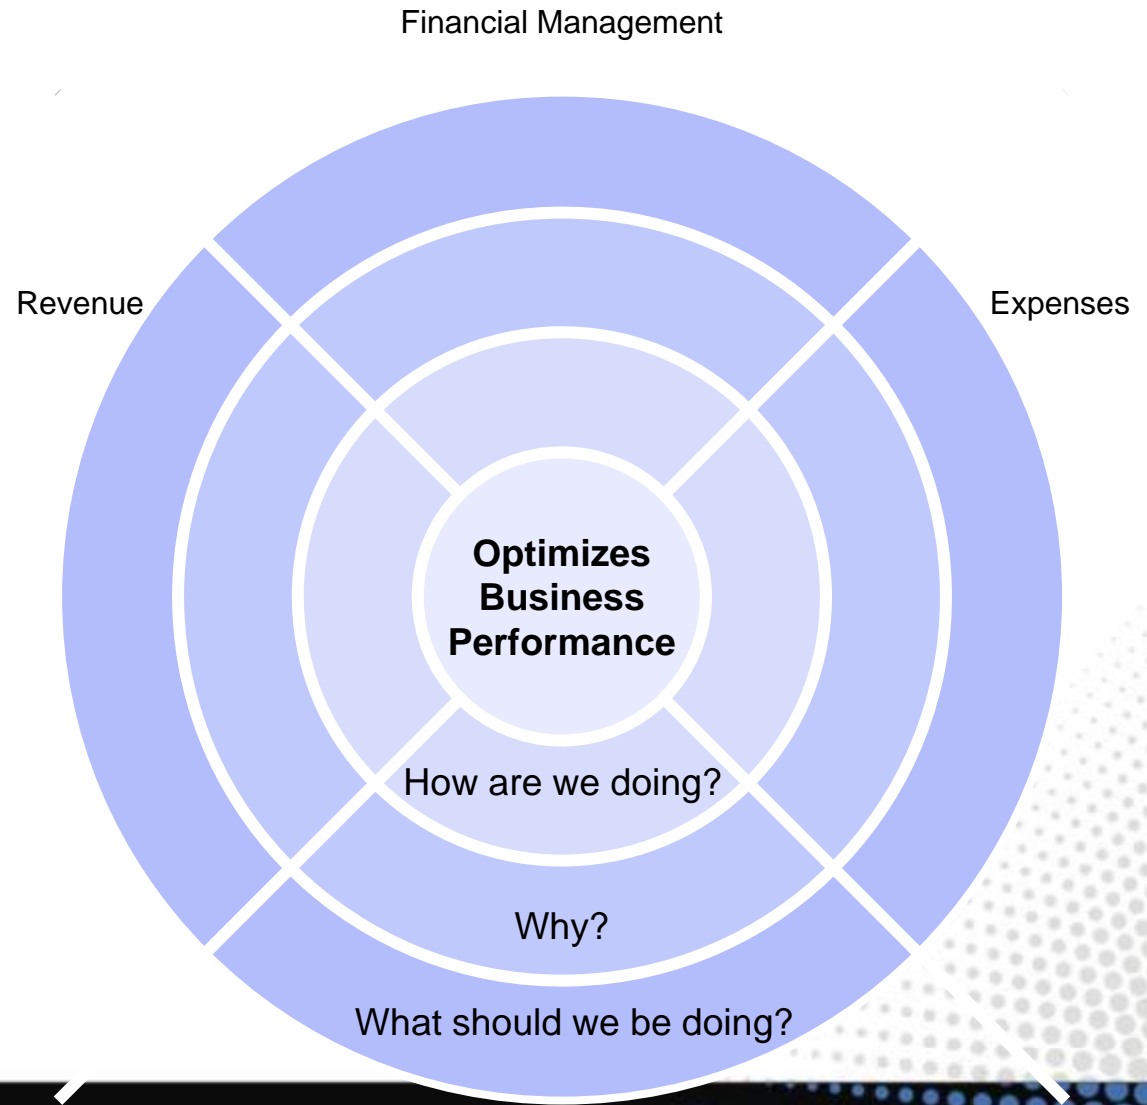 Financial Management
Revenue
Expenses
Optimizes
Business
Performance
How are we doing?
Why?
What should we be doing?